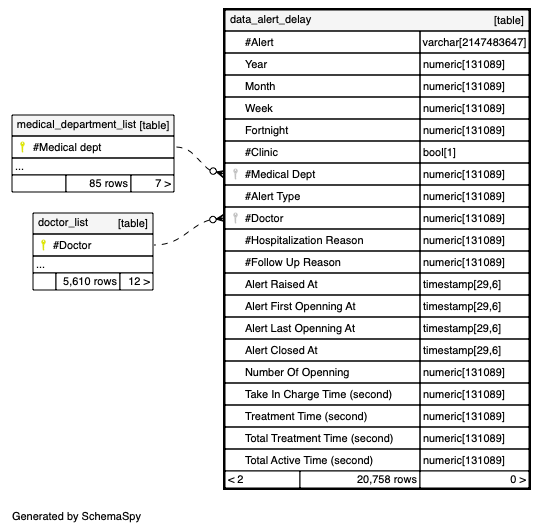 data_alert_delay [table]
#Alert varchar[2147483647]
Year numeric[131089]
Month numeric[131089]
Week numeric[131089]
Fortnight numeric[131089]
#Clinic bool[1]
#Medical Dept numeric[131089]
#Alert Type numeric[131089]
#Doctor numeric[131089]
#Hospitalization Reason numeric[131089]
#Follow Up Reason numeric[131089]
Alert Raised At timestamp[29,6]
Alert First Openning At timestamp[29,6]
Alert Last Openning At timestamp[29,6]
Alert Closed At timestamp[29,6]
Number Of Openning numeric[131089]
Take In Charge Time (second) numeric[131089]
Treatment Time (second) numeric[131089]
Total Treatment Time (second) numeric[131089]
Total Active Time (second) numeric[131089]
< 2 20,758 rows 0 >
medical_department_list [table]
#Medical dept
...
85 rows 7 >
doctor_list [table]
#Doctor
...
5,610 rows 12 >
Generated by SchemaSpy